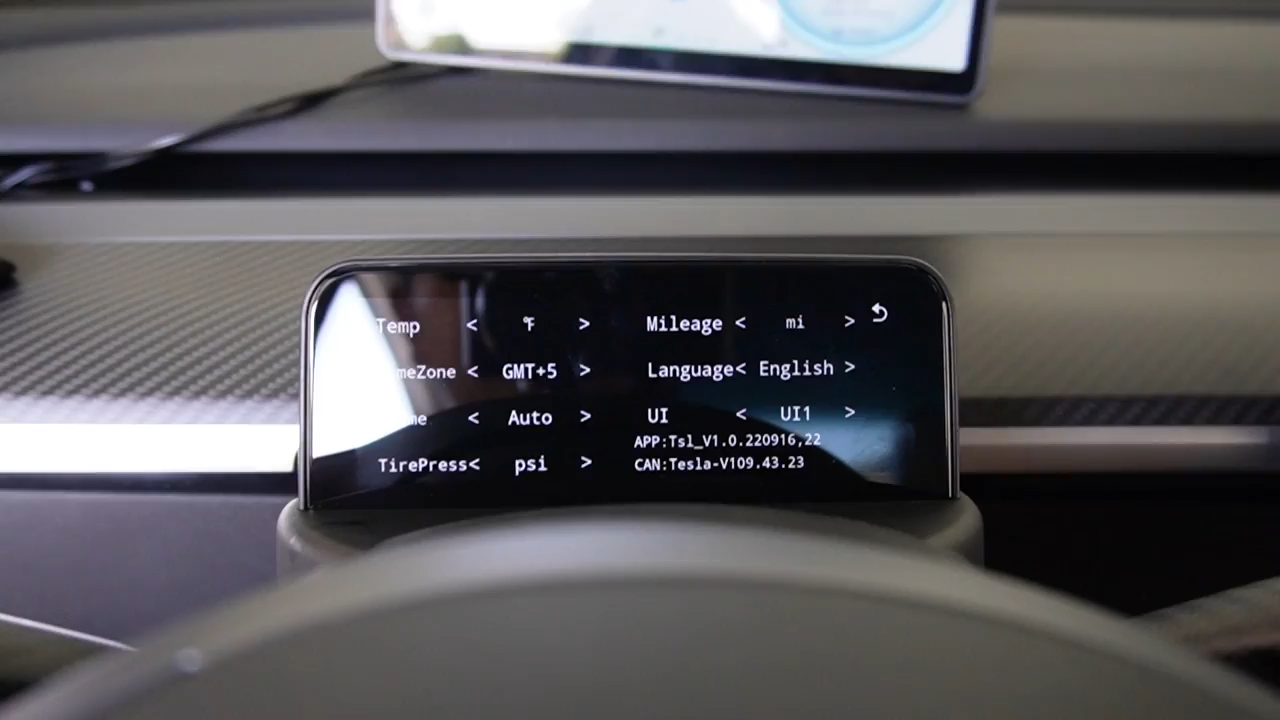 Temp < °F > Mileage < mi >
meZone < GMT+5 > Language< English >
me < Auto > UI < UI1 >
APP:Tsl_V1.0.220916,22
TirePress< psi > CAN:Tesla-V109.43.23